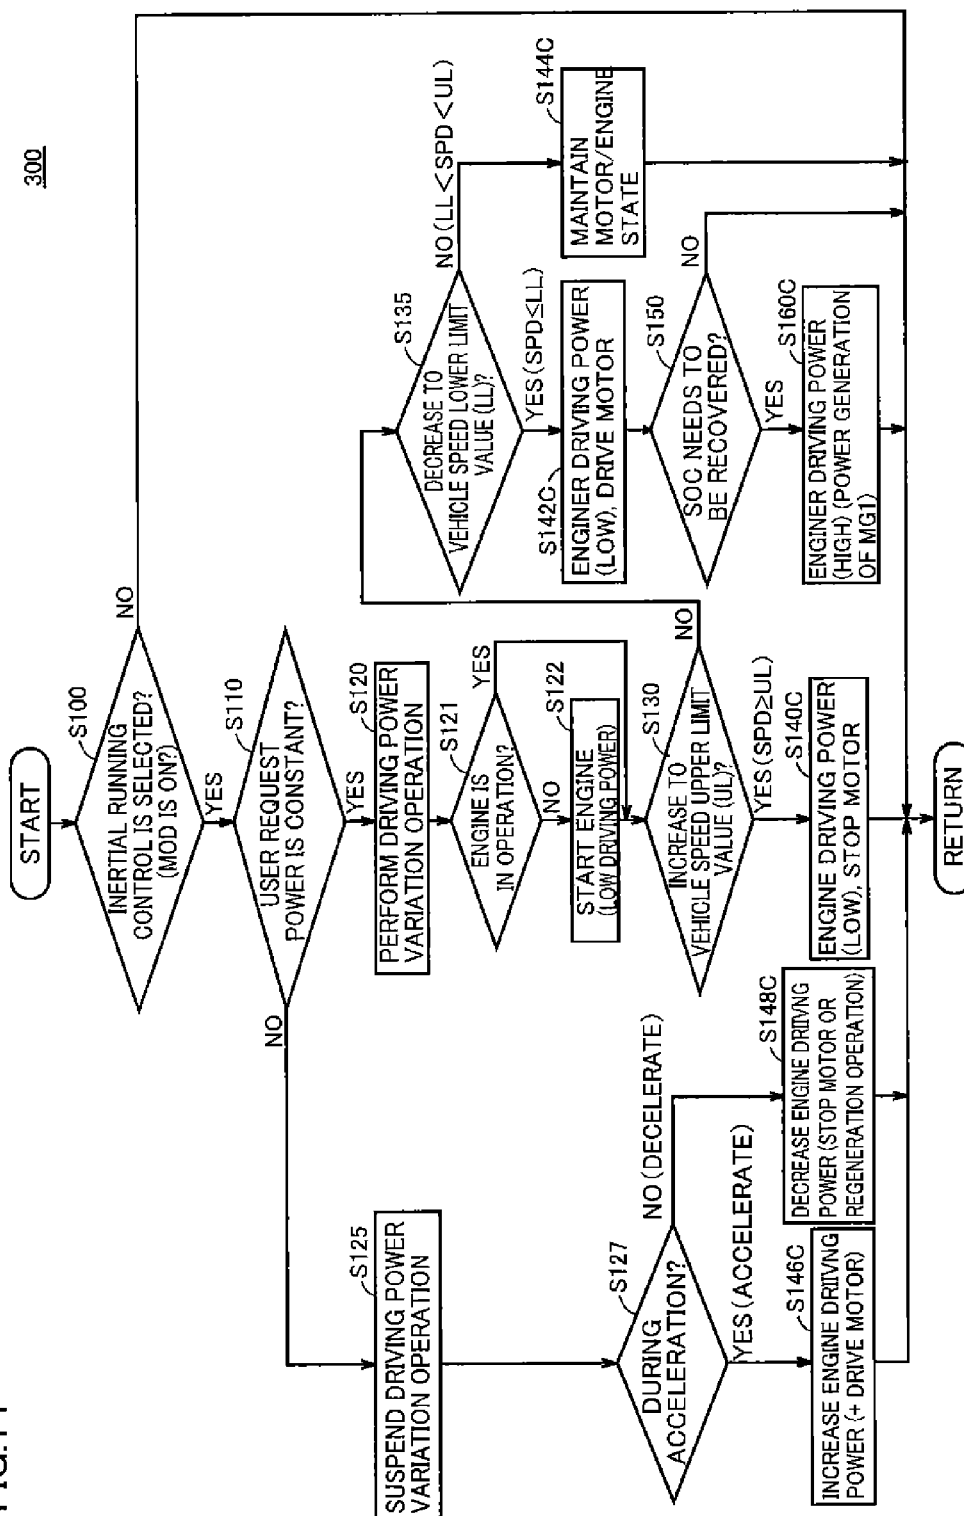 300
START
S100
INERTIAL RUNNING
CONTROL IS SELECTED?
(MOD IS ON?)
NO
YES
S110
USER REQUEST
POWER IS CONSTANT?
NO
YES
S120
PERFORM DRIVING POWER
VARIATION OPERATION
S121
ENGINE IS
IN OPERATION?
YES
NO
S122
START ENGINE
(LOW DRIVING POWER)
S130
INCREASE TO
VEHICLE SPEED UPPER LIMIT
VALUE (UL)?
NO
YES (SPD≥UL)
S140C
ENGINE DRIVING POWER
(LOW), STOP MOTOR
S135
DECREASE TO
VEHICLE SPEED LOWER LIMIT
VALUE (LL)?
NO (LL<SPD<UL)
YES (SPD≤LL)
S144C
MAINTAIN
MOTOR/ENGINE
STATE
S142C
ENGINER DRIVING POWER
(LOW), DRIVE MOTOR
S150
SOC NEEDS TO
BE RECOVERED?
NO
YES
S160C
ENGINER DRIVING POWER
(HIGH) (POWER GENERATION
OF MG1)
S125
SUSPEND DRIVING POWER
VARIATION OPERATION
S127
DURING
ACCELERATION?
NO (DECELERATE)
YES (ACCELERATE)
S148C
DECREASE ENGINE DRIIVNG
POWER (STOP MOTOR OR
REGENERATION OPERATION)
S146C
INCREASE ENGINE DRIIVNG
POWER (+ DRIVE MOTOR)
RETURN